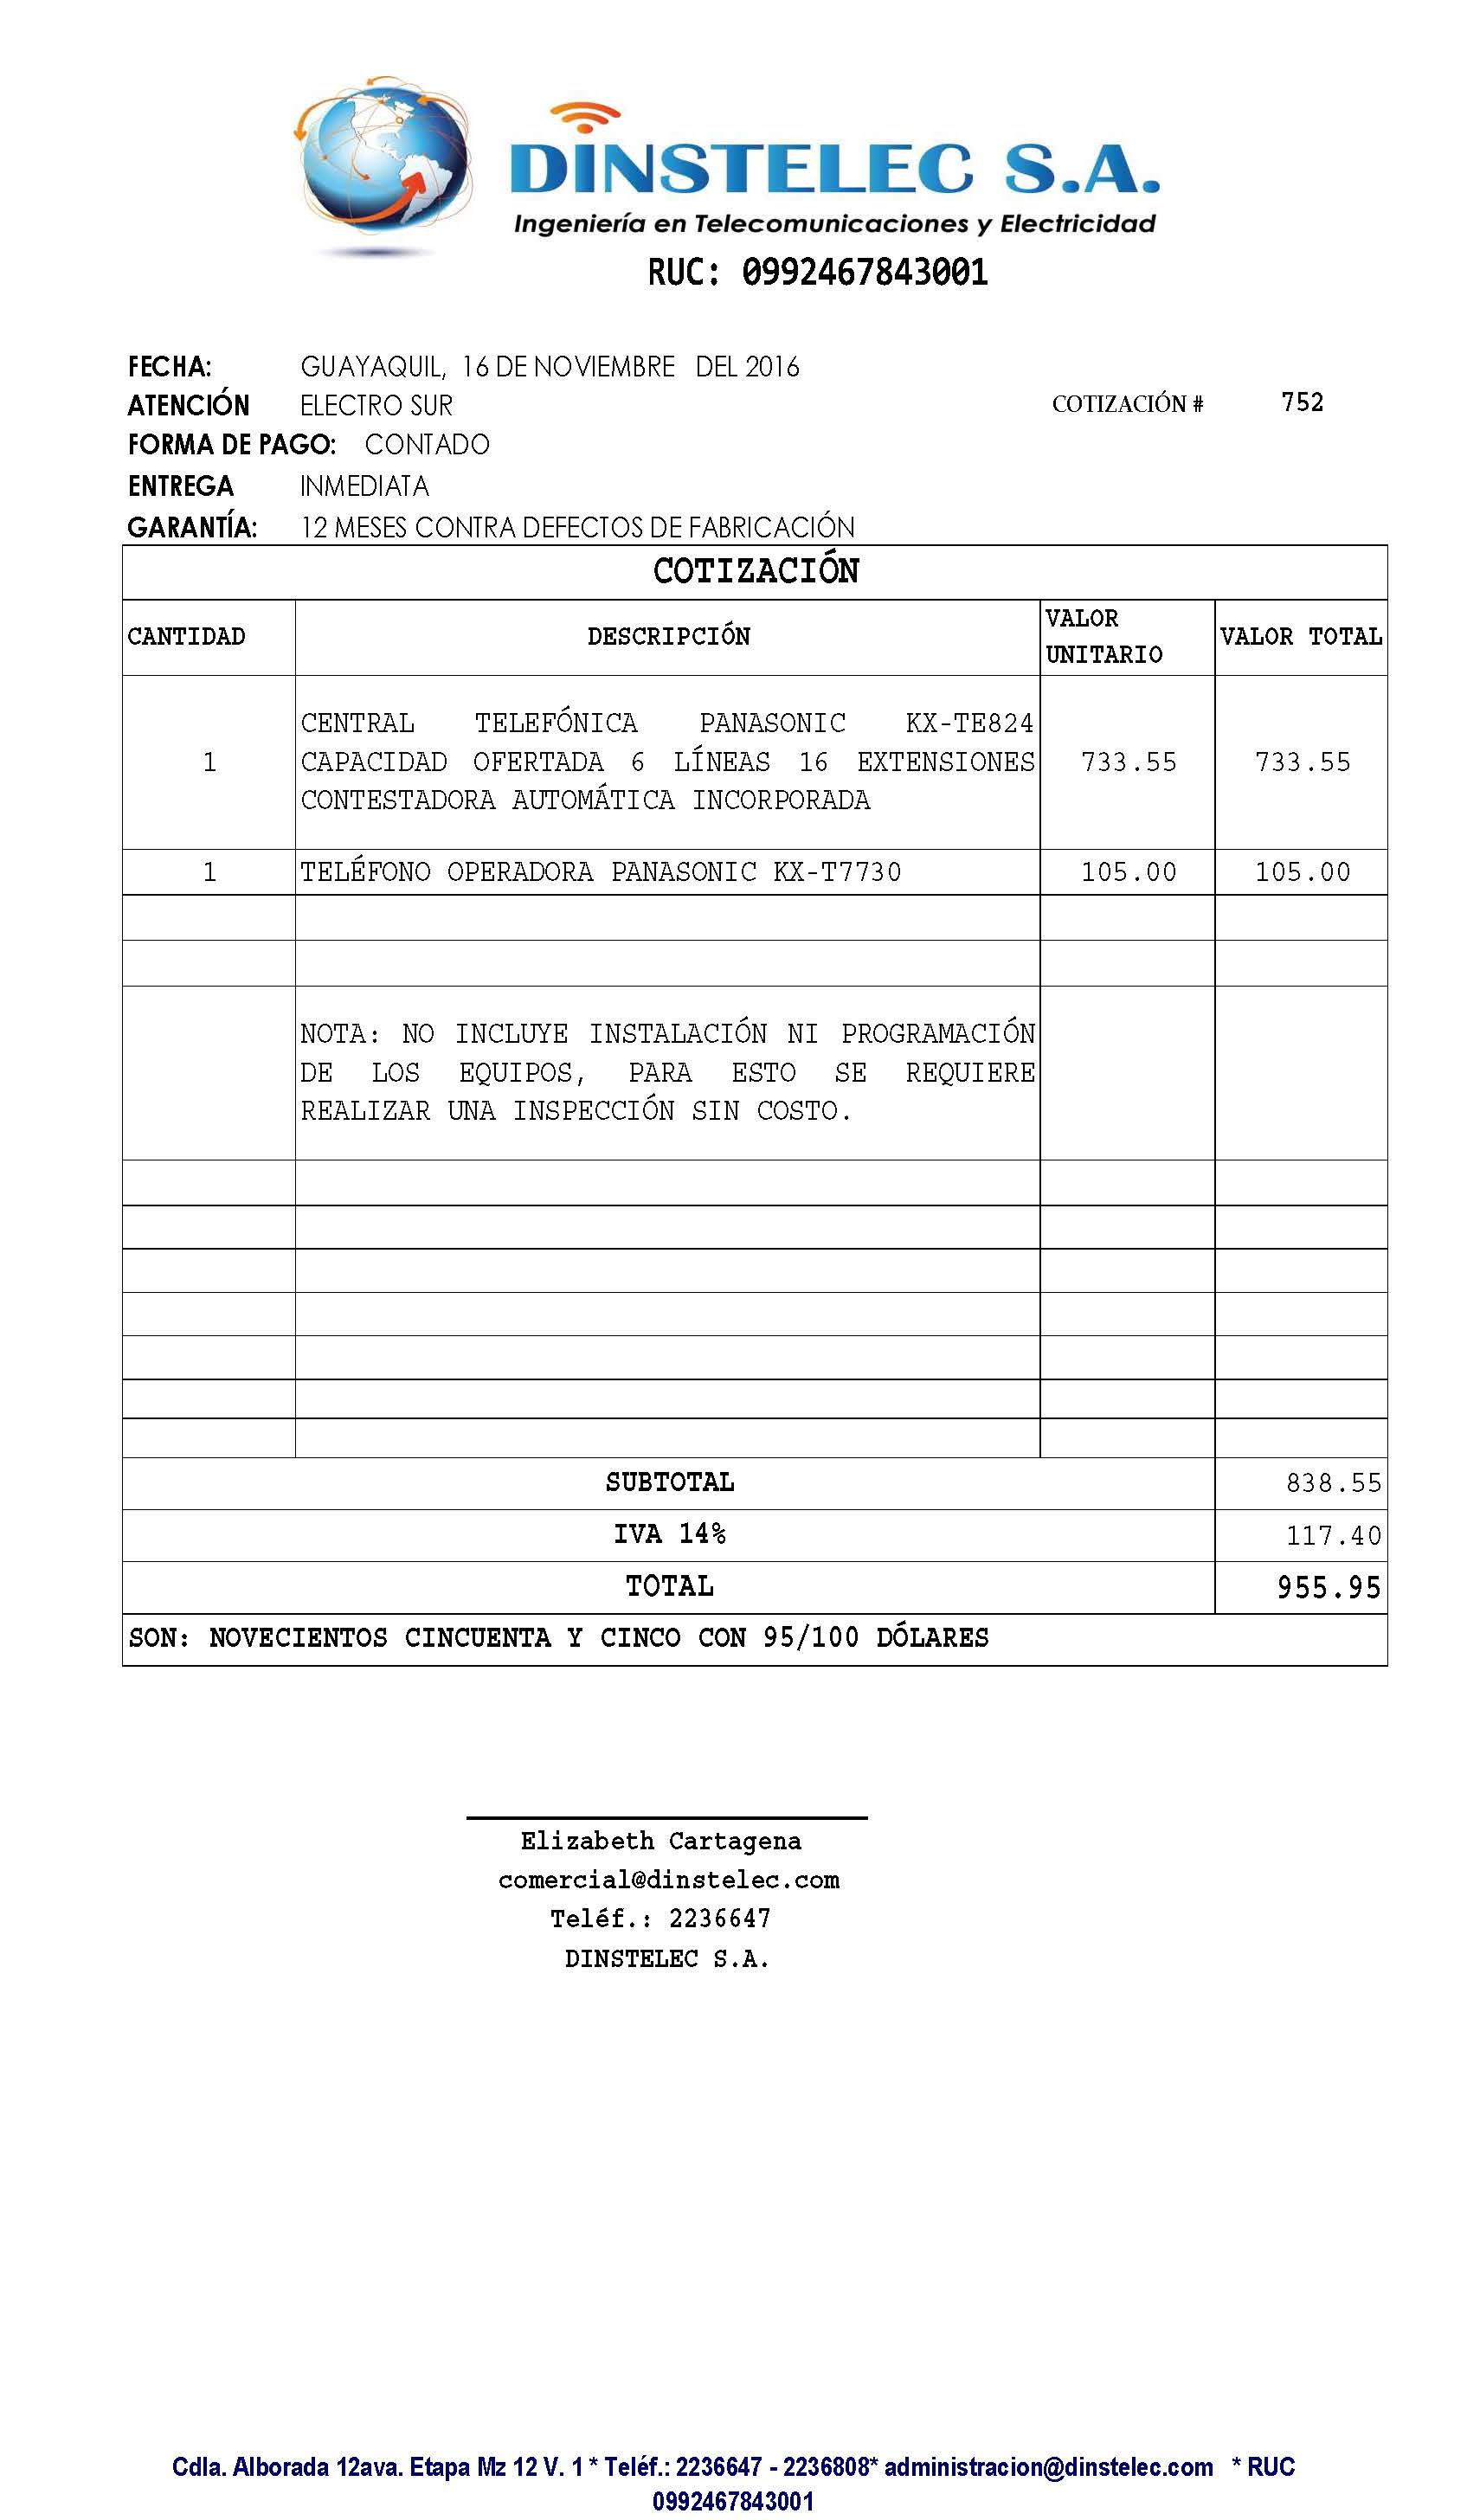 DINSTELEC S.A.
Ingeniería en Telecomunicaciones y Electricidad
RUC: 0992467843001
FECHA: GUAYAQUIL, 16 DE NOVIEMBRE DEL 2016
ATENCIÓN ELECTRO SUR COTIZACIÓN # 752
FORMA DE PAGO: CONTADO
ENTREGA INMEDIATA
GARANTÍA: 12 MESES CONTRA DEFECTOS DE FABRICACIÓN
COTIZACIÓN
CANTIDAD DESCRIPCIÓN VALOR UNITARIO VALOR TOTAL
CENTRAL TELEFÓNICA PANASONIC KX-TE824
1 CAPACIDAD OFERTADA 6 LÍNEAS 16 EXTENSIONES 733.55 733.55
CONTESTADORA AUTOMÁTICA INCORPORADA
1 TELÉFONO OPERADORA PANASONIC KX-T7730 105.00 105.00
NOTA: NO INCLUYE INSTALACIÓN NI PROGRAMACIÓN
DE LOS EQUIPOS, PARA ESTO SE REQUIERE
REALIZAR UNA INSPECCIÓN SIN COSTO.
SUBTOTAL 838.55
IVA 14% 117.40
TOTAL 955.95
SON: NOVECIENTOS CINCUENTA Y CINCO CON 95/100 DÓLARES
Elizabeth Cartagena
comercial@dinstelec.com
Teléf.: 2236647
DINSTELEC S.A.
Cdla. Alborada 12ava. Etapa Mz 12 V. 1 * Teléf.: 2236647 - 2236808* administracion@dinstelec.com * RUC
0992467843001